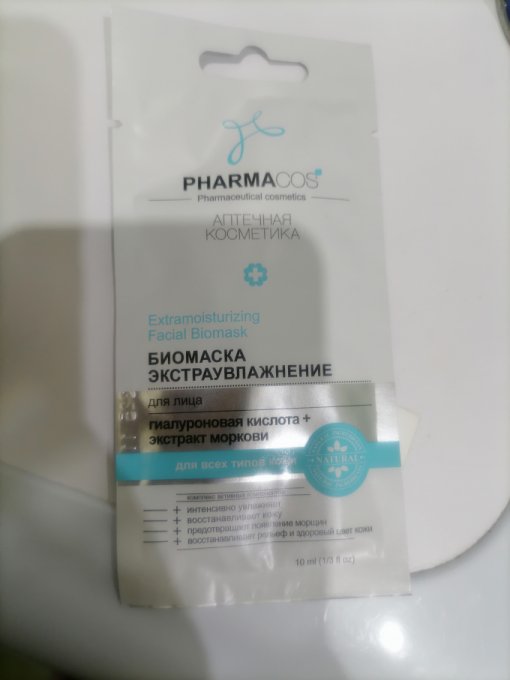 PHARMACOS
Pharmaceutical cosmetics
АПТЕЧНАЯ
КОСМЕТИКА
Extramoisturizing
Facial Biomask
БИОМАСКА
ЭКСТРАУВЛАЖНЕНИЕ
для лица
гиалуроновая кислота +
экстракт моркови
для всех типов кожи
NATURAL
комплекс активных компонентов
+ интенсивно увлажняет
+ восстанавливает кожу
+ предотвращает появление морщин
+ восстанавливает рельеф и здоровый цвет кожи
10 ml (1/3 fl oz)